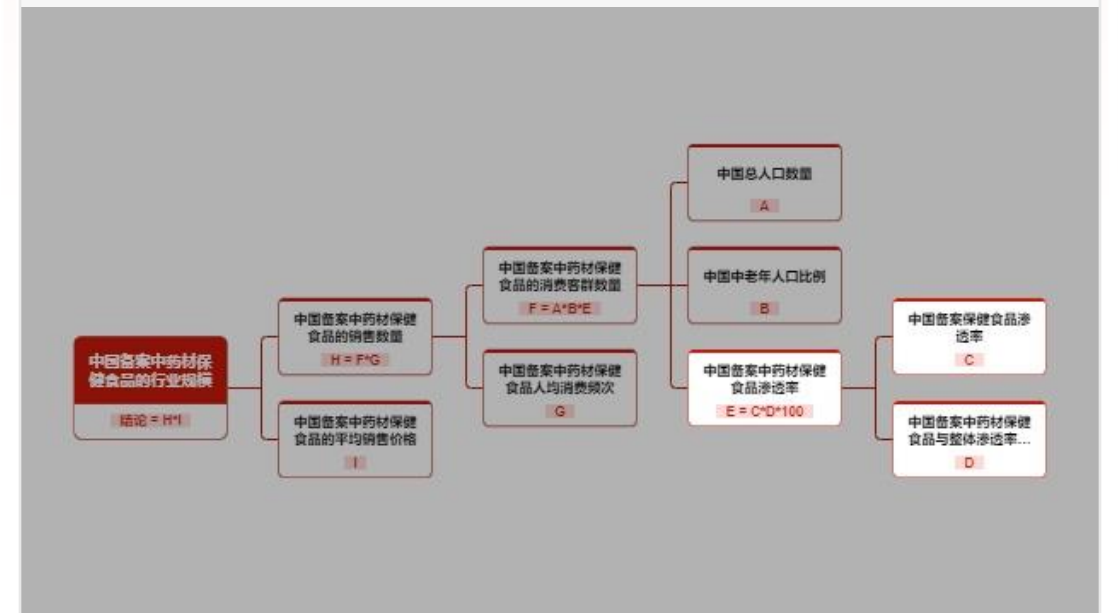 中国总人口数量
A
中国备案中药材保健
食品的消费客群数量
F = A*B*E
中国中老年人口比例
B
中国备案中药材保健
食品的销售数量
H = F*G
中国备案保健食品渗
透率
C
中国备案中药材保
健食品的行业规模
结论 = H*I
中国备案中药材保健
食品人均消费频次
G
中国备案中药材保健
食品渗透率
E = C*D*100
中国备案中药材保健
食品的平均销售价格
I
中国备案中药材保健
食品与整体渗透率...
D